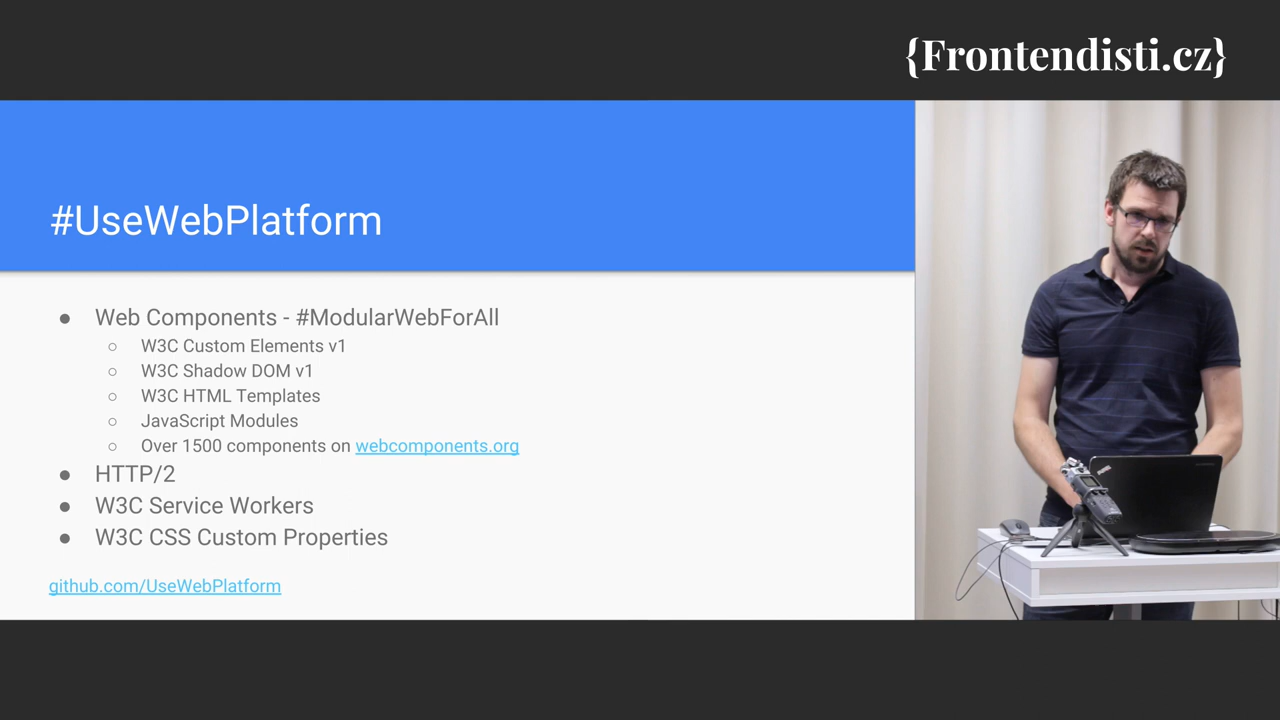 {Frontendisti.cz}
#UseWebPlatform
● Web Components - #ModularWebForAll
○ W3C Custom Elements v1
○ W3C Shadow DOM v1
○ W3C HTML Templates
○ JavaScript Modules
○ Over 1500 components on webcomponents.org
● HTTP/2
● W3C Service Workers
● W3C CSS Custom Properties
github.com/UseWebPlatform